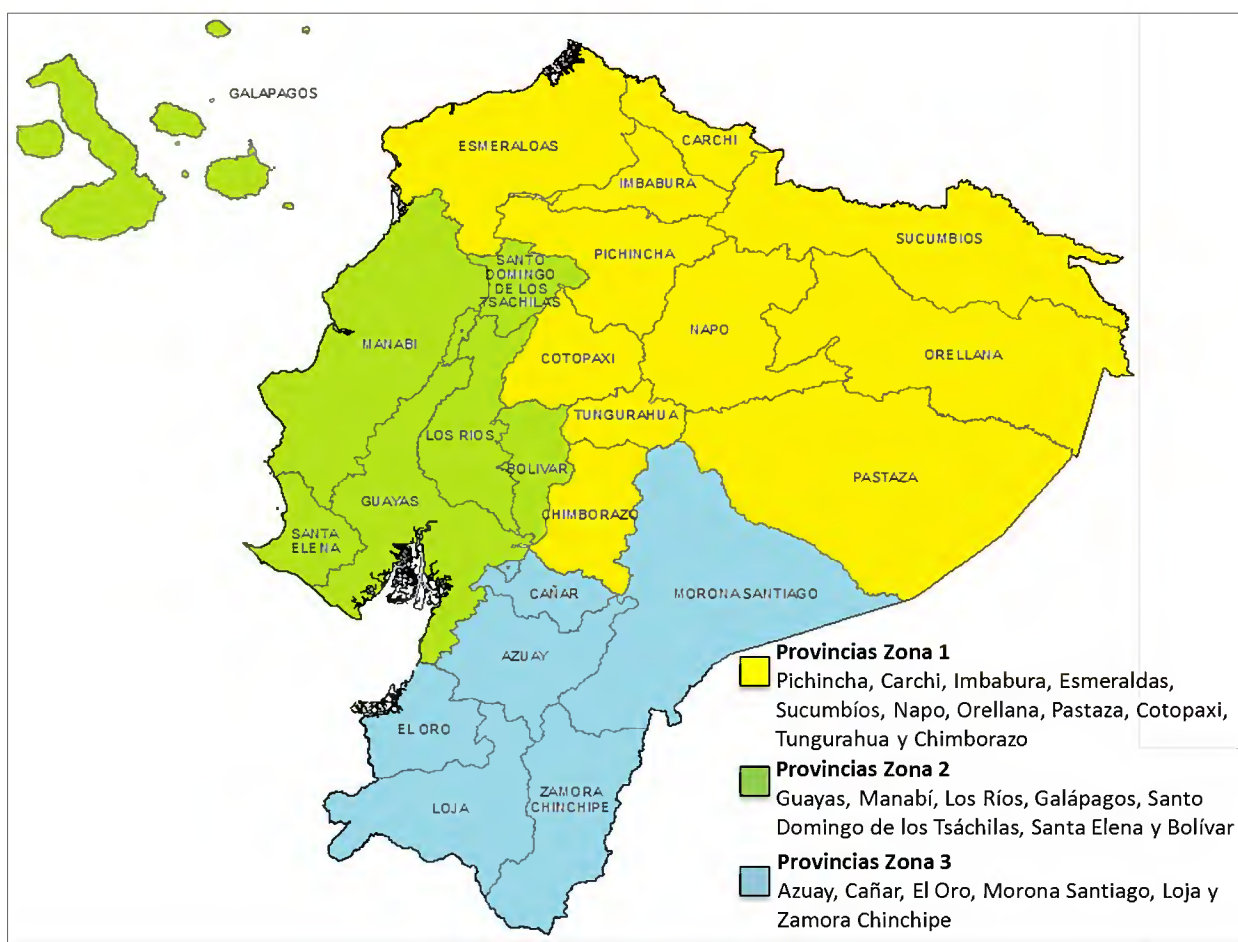 GALAPAGOS
ESMERALOAS
CARCHI
IMBABURA
SUCUMBIOS
PICHINCHA
SANTO
DOMINGO
DE LOS
TSACHILAS
NAPO
MANABI
COTOPAXI
ORELLANA
TUNGURAHUA
LOS RIOS
BOLIVAR
PASTAZA
GUAYAS
CHIMBORAZO
SANTA
ELENA
CAÑAR
MORONA SANTIAGO
AZUAY
EL ORO
ZAMORA
CHINCHIPE
LOJA
Provincias Zona 1
Pichincha, Carchi, Imbabura, Esmeraldas,
Sucumbíos, Napo, Orellana, Pastaza, Cotopaxi,
Tungurahua y Chimborazo
Provincias Zona 2
Guayas, Manabí, Los Ríos, Galápagos, Santo
Domingo de los Tsáchilas, Santa Elena y Bolívar
Provincias Zona 3
Azuay, Cañar, El Oro, Morona Santiago, Loja y
Zamora Chinchipe